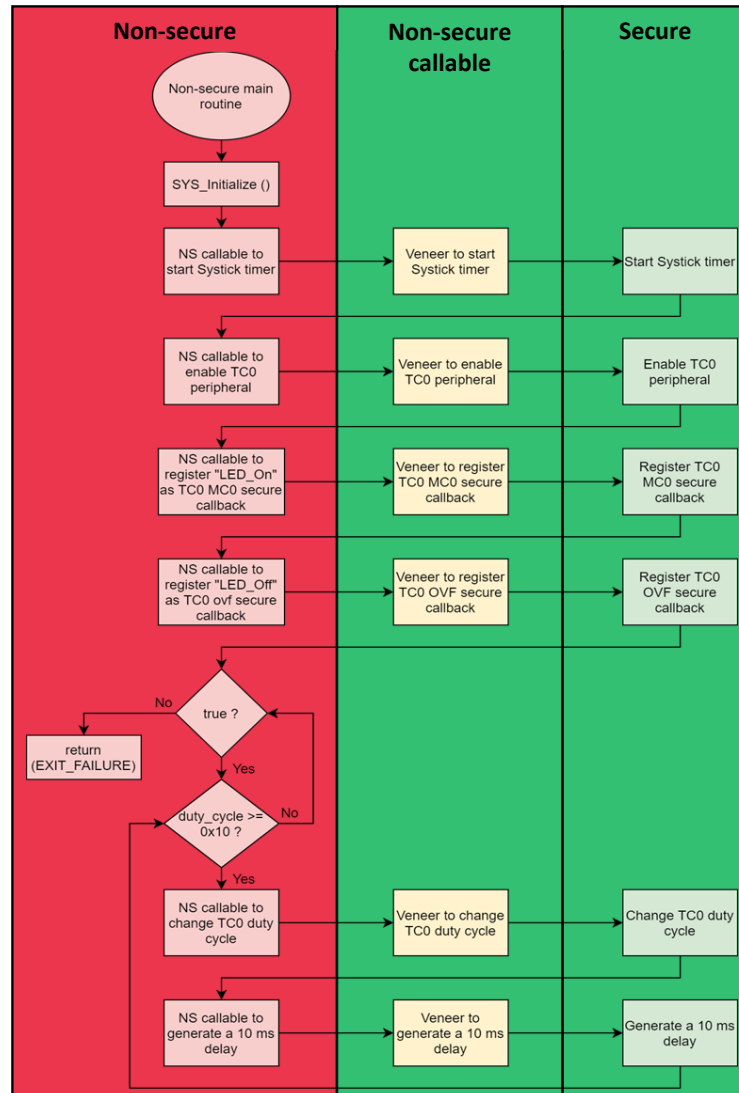 Non-secure
Non-secure
callable
Secure
Non-secure main
routine
SYS_Initialize ()
NS callable to
start Systick timer
Veneer to start
Systick timer
Start Systick timer
NS callable to
enable TC0
peripheral
Veneer to enable
TC0 peripheral
Enable TC0
peripheral
NS callable to
register "LED_On"
as TC0 MC0 secure
callback
Veneer to register
TC0 MC0 secure
callback
Register TC0
MC0 secure
callback
NS callable to
register "LED_Off"
as TC0 ovf secure
callback
Veneer to register
TC0 OVF secure
callback
Register TC0
OVF secure
callback
No
true ?
return
(EXIT_FAILURE)
Yes
duty_cycle >=
0x10 ?
No
Yes
NS callable to
change TC0 duty
cycle
Veneer to change
TC0 duty cycle
Change TC0 duty
cycle
NS callable to
generate a 10 ms
delay
Veneer to
generate a 10 ms
delay
Generate a 10 ms
delay